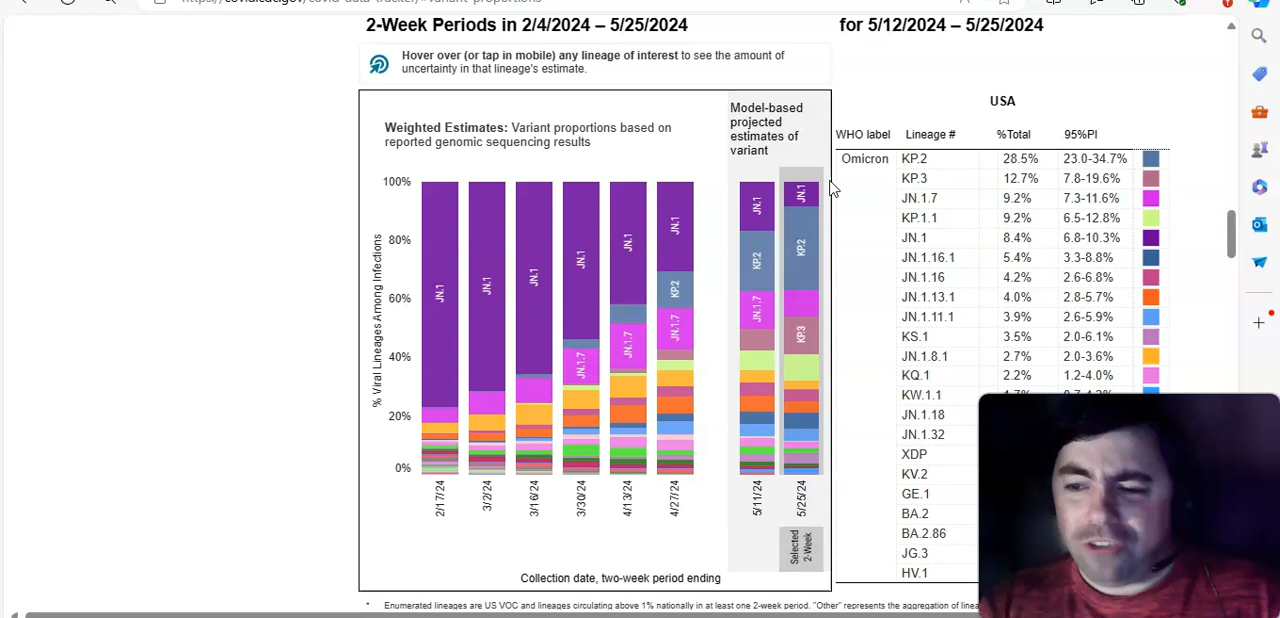 2-Week Periods in 2/4/2024 – 5/25/2024
for 5/12/2024 – 5/25/2024
Hover over (or tap in mobile) any lineage of interest to see the amount of
uncertainty in that lineage's estimate.
Weighted Estimates: Variant proportions based on
reported genomic sequencing results
Model-based
projected
estimates of
variant
% Viral Lineages Among Infections
100%
80%
60%
40%
20%
0%
JN.1
JN.1
JN.1
JN.1
JN.1.7
JN.1
JN.1.7
JN.1
KP.2
JN.1.7
JN.1
KP.2
JN.1.7
JN.1
KP.2
KP.3
2/17/24
3/2/24
3/16/24
3/30/24
4/13/24
4/27/24
5/11/24
5/25/24
Selected
2-Week
Collection date, two-week period ending
USA
WHO label Lineage # %Total 95%PI
Omicron KP.2 28.5% 23.0-34.7%
KP.3 12.7% 7.8-19.6%
JN.1.7 9.2% 7.3-11.6%
KP.1.1 9.2% 6.5-12.8%
JN.1 8.4% 6.8-10.3%
JN.1.16.1 5.4% 3.3-8.8%
JN.1.16 4.2% 2.6-6.8%
JN.1.13.1 4.0% 2.8-5.7%
JN.1.11.1 3.9% 2.6-5.9%
KS.1 3.5% 2.0-6.1%
JN.1.8.1 2.7% 2.0-3.6%
KQ.1 2.2% 1.2-4.0%
KW.1.1
JN.1.18
JN.1.32
XDP
KV.2
GE.1
BA.2
BA.2.86
JG.3
HV.1
* Enumerated lineages are US VOC and lineages circulating above 1% nationally in at least one 2-week period. "Other" represents the aggregation of